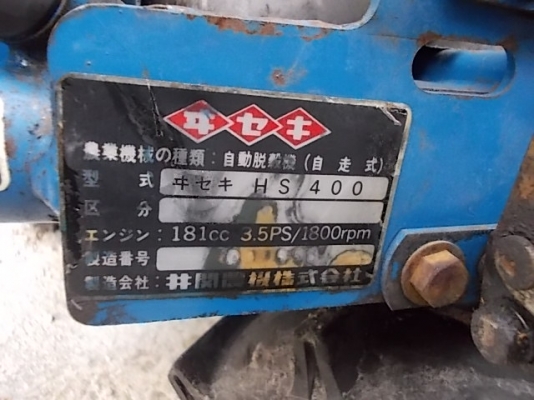 ヰセキ
農業機械の種類：自動脱穀機（自走式）
型式 ヰセキ HS 400
区分
エンジン：181cc 3.5PS/1800rpm
製造番号
製造会社：井関農機株式会社